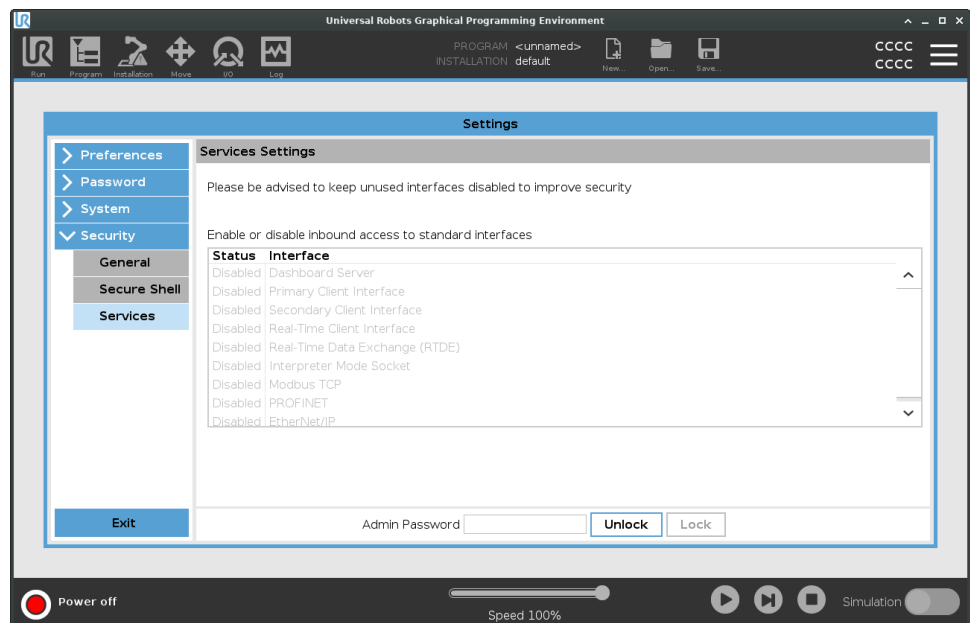 Universal Robots Graphical Programming Environment
UR
PROGRAM <unnamed>
INSTALLATION default
CCCC
CCCC
Run Program Installation Move I/O Log New... Open... Save...
Settings
Preferences
Password
System
Security
General
Secure Shell
Services
Exit
Services Settings
Please be advised to keep unused interfaces disabled to improve security
Enable or disable inbound access to standard interfaces
Status Interface
Disabled Dashboard Server
Disabled Primary Client Interface
Disabled Secondary Client Interface
Disabled Real-Time Client Interface
Disabled Real-Time Data Exchange (RTDE)
Disabled Interpreter Mode Socket
Disabled Modbus TCP
Disabled PROFINET
Disabled EtherNet/IP
Admin Password Unlock Lock
Power off
Speed 100%
Simulation